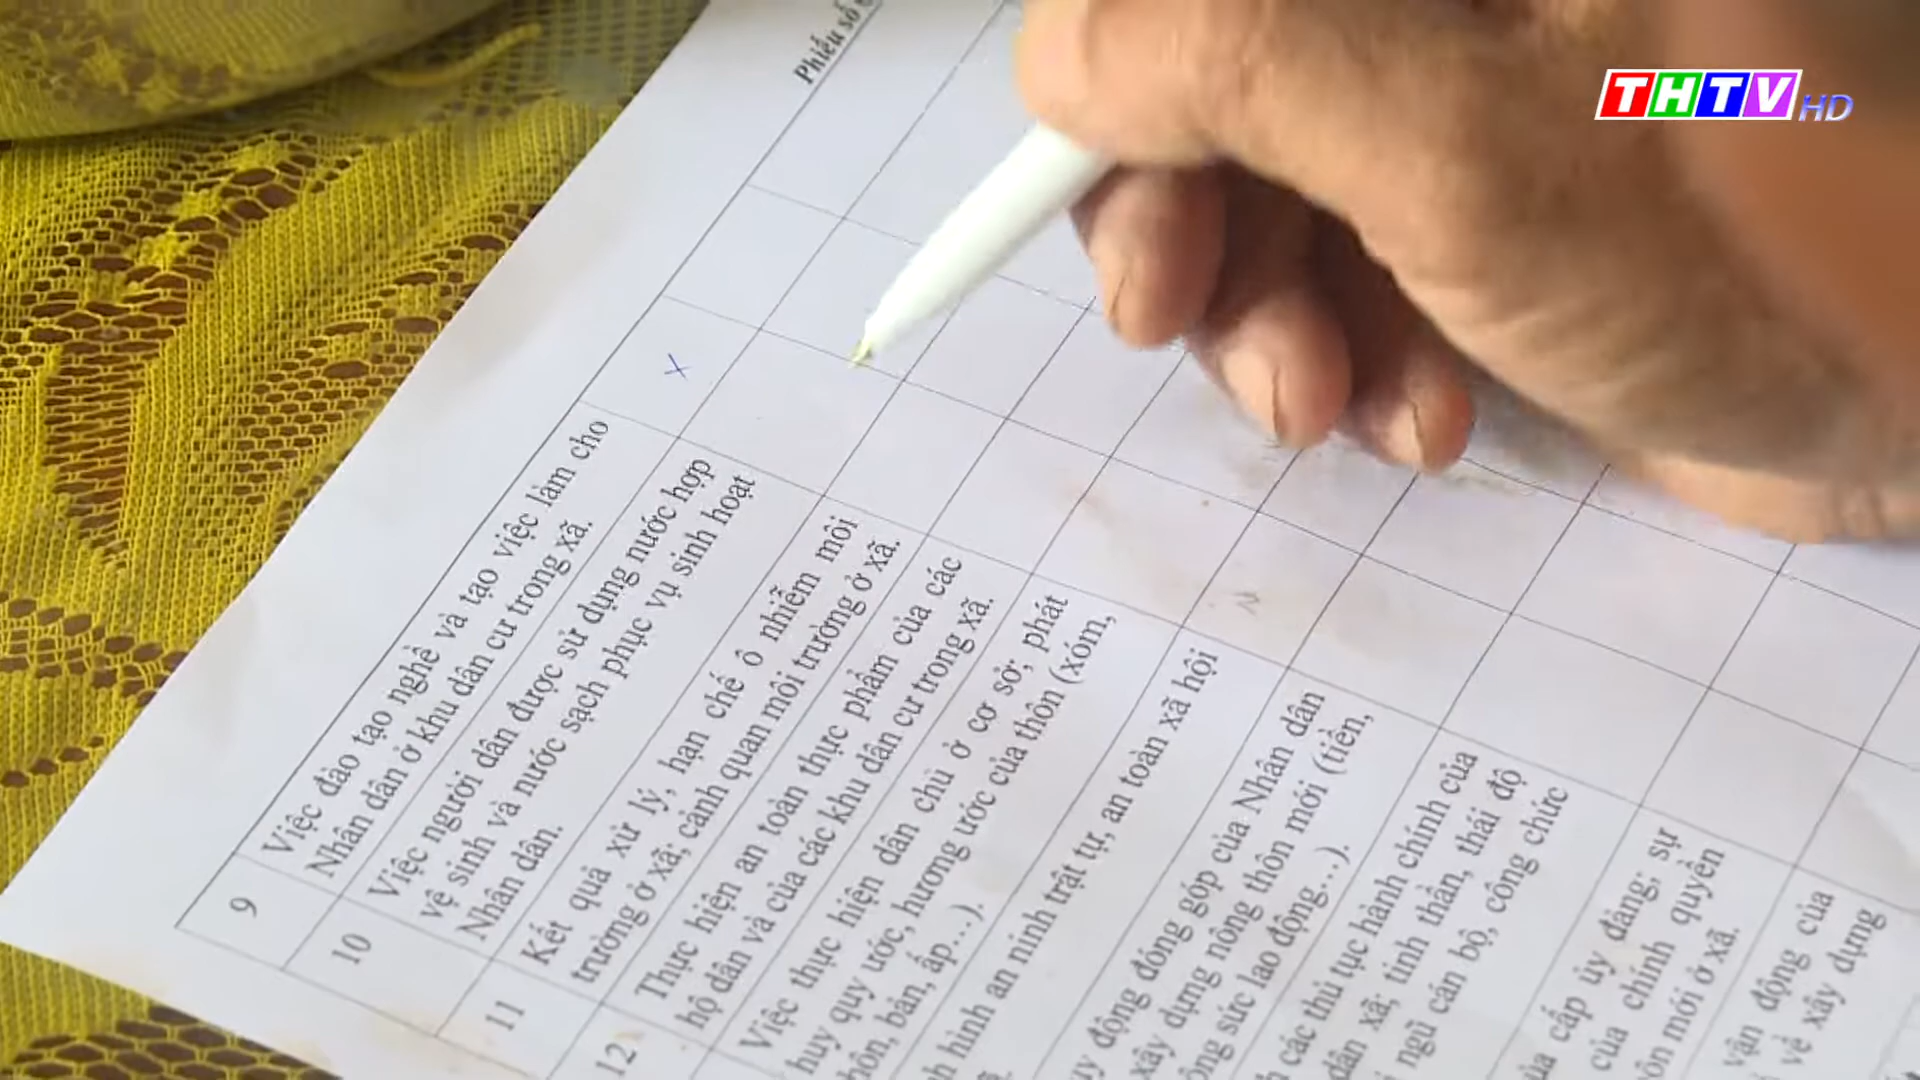 THTV HD
Phiếu số
9
Việc đào tạo nghề và tạo việc làm cho
Nhân dân ở khu dân cư trong xã.
x
10
Việc người dân được sử dụng nước hợp
vệ sinh và nước sạch phục vụ sinh hoạt
Nhân dân.
11
Kết quả xử lý, hạn chế ô nhiễm môi
trường ở xã; cảnh quan môi trường ở xã.
12
Thực hiện an toàn thực phẩm của các
hộ dân và của các khu dân cư trong xã.
Việc thực hiện dân chủ ở cơ sở; phát
huy quy ước, hương ước của thôn (xóm,
hôn, bản, ấp…).
h hình an ninh trật tự, an toàn xã hội
uy động đóng góp của Nhân dân
xây dựng nông thôn mới (tiền,
ông sức lao động…).
các thủ tục hành chính của
dân xã; tinh thần, thái độ
ngũ cán bộ, công chức
ủa cấp ủy đảng; sự
của chính quyền
ôn mới ở xã.
vận động của
về xây dựng